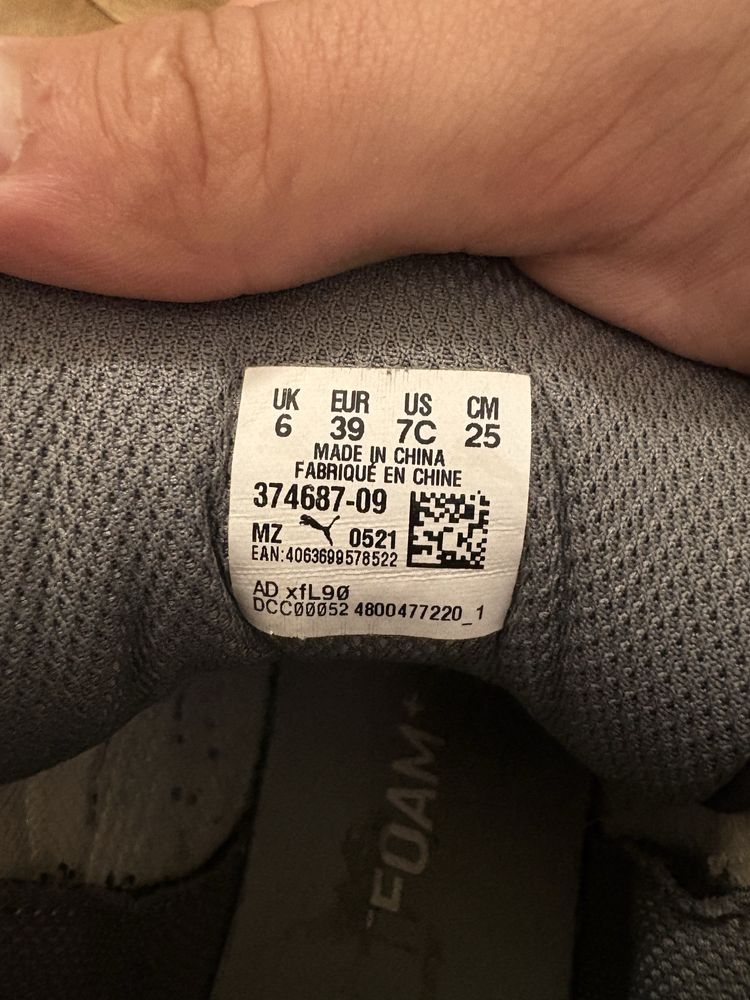 UK EUR US CM
6 39 7C 25
MADE IN CHINA
FABRIQUÉ EN CHINE
374687-09
MZ 0521
EAN:4063699578522
AD xfL90
DCC00052 4800477220_1
FOAM+